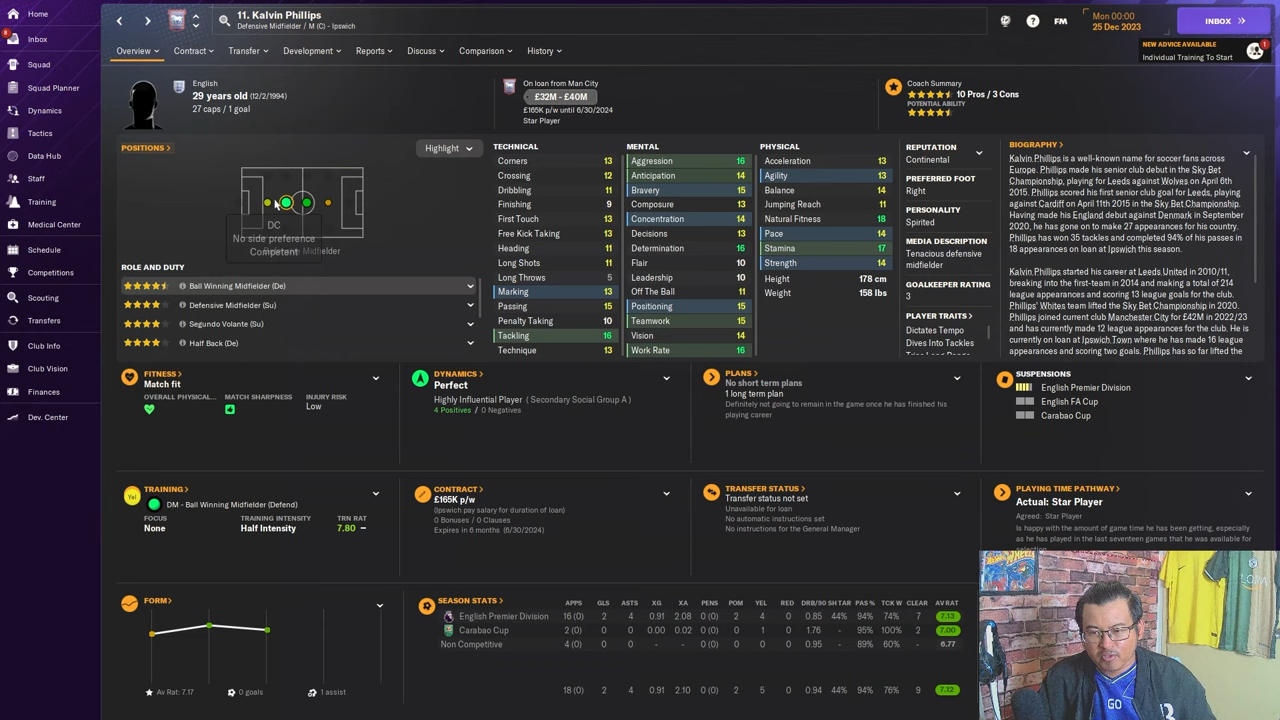 Home
Inbox
Squad
Squad Planner
Dynamics
Tactics
Data Hub
Staff
Training
Medical Center
Schedule
Competitions
Scouting
Transfers
Club Info
Club Vision
Finances
Dev. Center
11. Kalvin Phillips
Defensive Midfielder / M (C) - Ipswich
FM
Mon 00:00
25 Dec 2023
INBOX
Overview Contract Transfer Development Reports Discuss Comparison History
NEW ADVICE AVAILABLE
Individual Training To Start
1
English
29 years old (12/2/1994)
27 caps / 1 goal
On loan from Man City
£32M - £40M
£165K p/w until 6/30/2024
Star Player
Coach Summary
10 Pros / 3 Cons
POTENTIAL ABILITY
POSITIONS
Highlight
DC
No side preference
Competent
ROLE AND DUTY
Ball Winning Midfielder (De)
Defensive Midfielder (Su)
Segundo Volante (Su)
Half Back (De)
TECHNICAL
Corners 13
Crossing 12
Dribbling 11
Finishing 9
First Touch 13
Free Kick Taking 13
Heading 11
Long Shots 11
Long Throws 5
Marking 13
Passing 15
Penalty Taking 10
Tackling 16
Technique 13
MENTAL
Aggression 16
Anticipation 14
Bravery 15
Composure 13
Concentration 14
Decisions 13
Determination 16
Flair 10
Leadership 10
Off The Ball 11
Positioning 15
Teamwork 15
Vision 14
Work Rate 16
PHYSICAL
Acceleration 13
Agility 13
Balance 14
Jumping Reach 11
Natural Fitness 18
Pace 14
Stamina 17
Strength 14
Height 178 cm
Weight 158 lbs
REPUTATION
Continental
PREFERRED FOOT
Right
PERSONALITY
Spirited
MEDIA DESCRIPTION
Tenacious defensive
midfielder
GOALKEEPER RATING
3
PLAYER TRAITS
Dictates Tempo
Dives Into Tackles
BIOGRAPHY
Kalvin Phillips is a well-known name for soccer fans across
Europe. Phillips made his senior club debut in the Sky Bet
Championship, playing for Leeds against Wolves on April 6th
2015. Phillips scored his first senior goal for Leeds, playing
against Cardiff on April 11th 2015 in the Sky Bet Championship.
Having made his England debut against Denmark in September
2020, he has gone on to make 27 appearances for his country.
Phillips has won 35 tackles and completed 94% of his passes in
18 appearances on loan at Ipswich this season.
Kalvin Phillips started his career at Leeds United in 2010/11,
breaking into the first-team in 2014 and making a total of 214
league appearances and scoring 13 league goals for the club. If
Phillips' Whites team lifted the Sky Bet Championship in 2020.
Phillips joined current club Manchester City for £42M in 2022/23
and has currently made 12 league appearances for the club. He is
currently on loan at Ipswich Town where he has made 16 league
appearances and scoring two goals. Phillips has so far lifted the
FITNESS
Match fit
OVERALL PHYSICAL... MATCH SHARPNESS INJURY RISK
Low
DYNAMICS
Perfect
Highly Influential Player ( Secondary Social Group A )
4 Positives / 0 Negatives
PLANS
No short term plans
1 long term plan
Definitely not going to remain in the game once he has finished his
playing career
SUSPENSIONS
English Premier Division
English FA Cup
Carabao Cup
TRAINING
DM - Ball Winning Midfielder (Defend)
FOCUS TRAINING INTENSITY TRN RAT
None Half Intensity 7.80 –
CONTRACT
£165K p/w
(Ipswich pay salary for duration of loan)
0 Bonuses / 0 Clauses
Expires in 6 months (6/30/2024)
TRANSFER STATUS
Transfer status not set
Unavailable for loan
No automatic instructions set
No instructions for the General Manager
PLAYING TIME PATHWAY
Actual: Star Player
Agreed: Star Player
Is happy with the amount of game time he has been getting, especially
as he has played in the last seventeen games that he was available for
FORM
Av Rat: 7.17 0 goals 1 assist
SEASON STATS APPS GLS ASTS XG XA PENS POM YEL RED DRB/90 SH TAR PAS % TCK W CLEAR AV RAT
English Premier Division 16 (0) 2 4 0.91 2.08 0 (0) 2 4 0 0.85 44% 94% 74% 7 7.13
Carabao Cup 2 (0) 0 0 0.00 0.02 0 (0) 0 1 0 1.76 - 95% 100% 2 7.00
Non Competitive 4 (0) 0 0 - - 0 (0) 0 0 0 0.95 - 89% 60% - 6.77
18 (0) 2 4 0.91 2.10 0 (0) 2 5 0 0.94 44% 94% 76% 9 7.12
GO